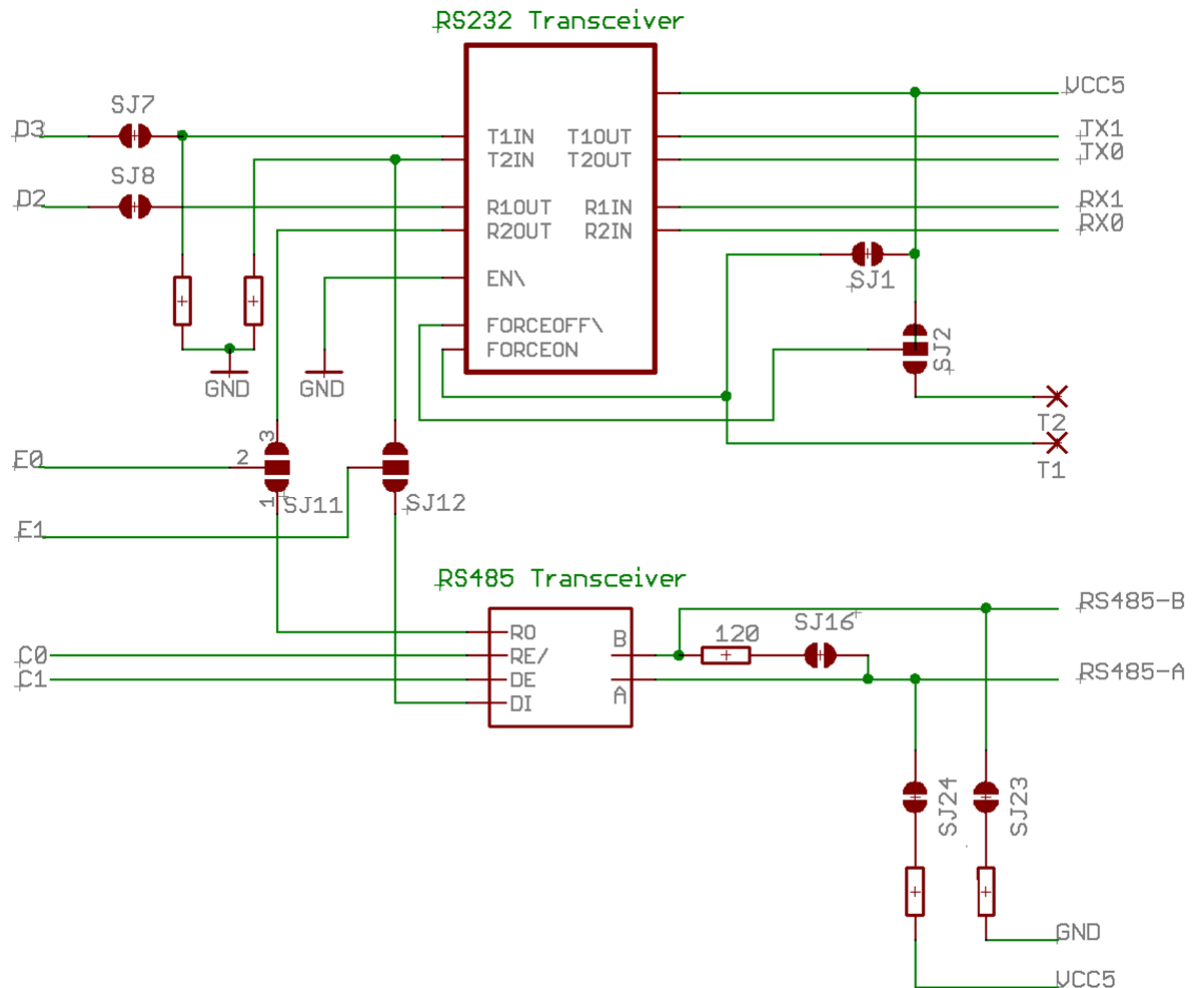 RS232 Transceiver
VCC5
SJ7
D3
T1IN T1OUT
TX1
T2IN T2OUT
TX0
SJ8
D2
R1OUT R1IN
RX1
R2OUT R2IN
RX0
EN\
SJ1
FORCEOFF\
FORCEON
SJ2
GND
GND
T2
T1
3
E0
2
1
SJ11
SJ12
E1
RS485 Transceiver
RS485-B
RO
B
120
SJ16
C0
RE/
C1
DE
A
RS485-A
DI
SJ24
SJ23
GND
VCC5